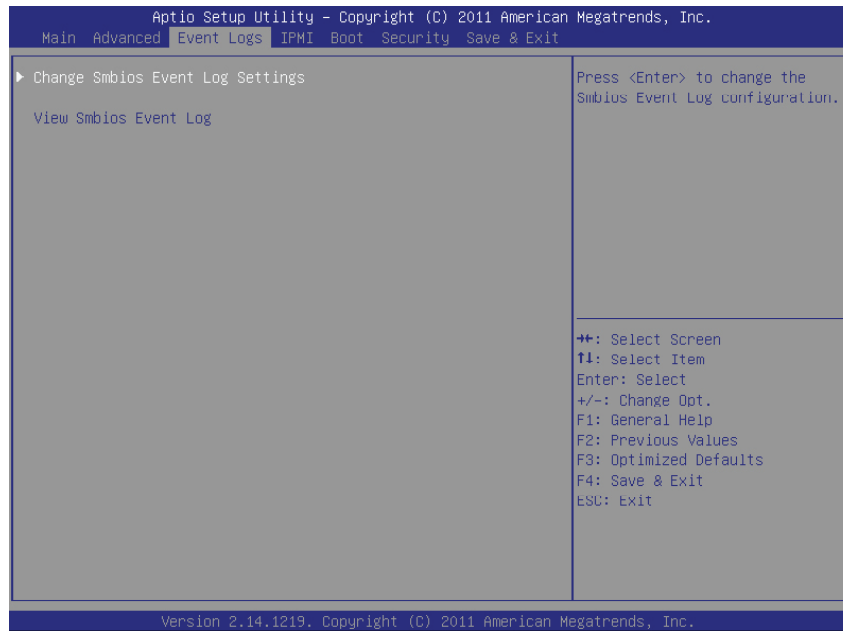 Aptio Setup Utility – Copyright (C) 2011 American Megatrends, Inc.
Main Advanced Event Logs IPMI Boot Security Save & Exit
▶ Change Smbios Event Log Settings
View Smbios Event Log
Press <Enter> to change the
Smbios Event Log configuration.
→←: Select Screen
↑↓: Select Item
Enter: Select
+/-: Change Opt.
F1: General Help
F2: Previous Values
F3: Optimized Defaults
F4: Save & Exit
ESC: Exit
Version 2.14.1219. Copyright (C) 2011 American Megatrends, Inc.